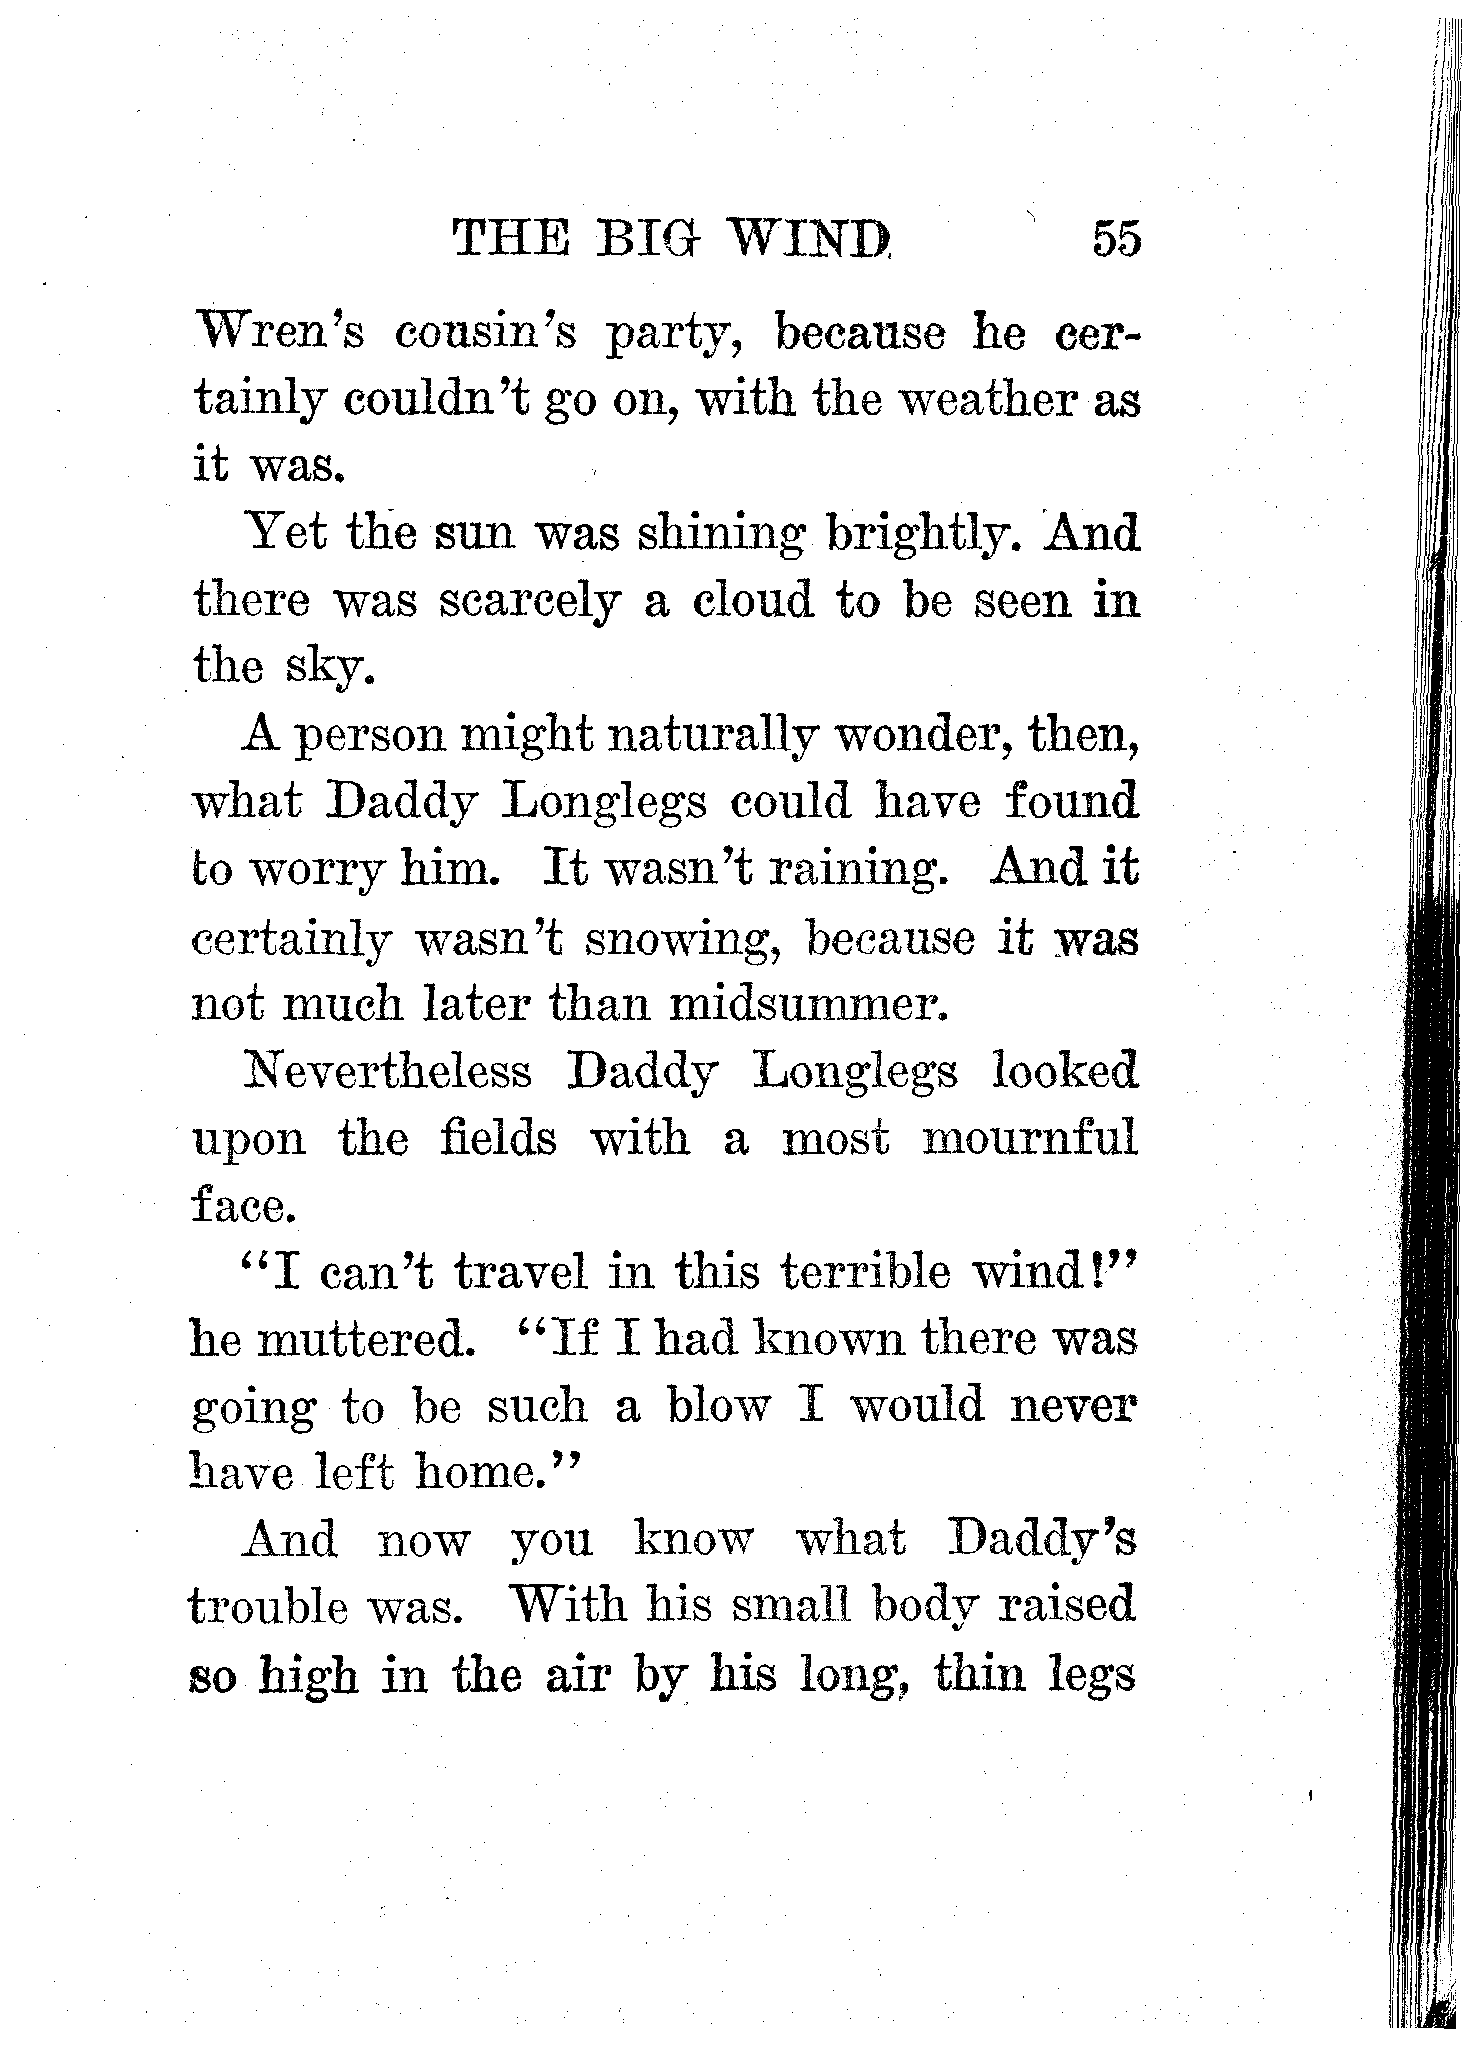 THE BIG WIND 55
Wren's cousin's party, because he cer-
tainly couldn't go on, with the weather as
it was.
Yet the sun was shining brightly. And
there was scarcely a cloud to be seen in
the sky.
A person might naturally wonder, then,
what Daddy Longlegs could have found
to worry him. It wasn't raining. And it
certainly wasn't snowing, because it was
not much later than midsummer.
Nevertheless Daddy Longlegs looked
upon the fields with a most mournful
face.
"I can't travel in this terrible wind!"
he muttered. "If I had known there was
going to be such a blow I would never
have left home."
And now you know what Daddy's
trouble was. With his small body raised
so high in the air by his long, thin legs